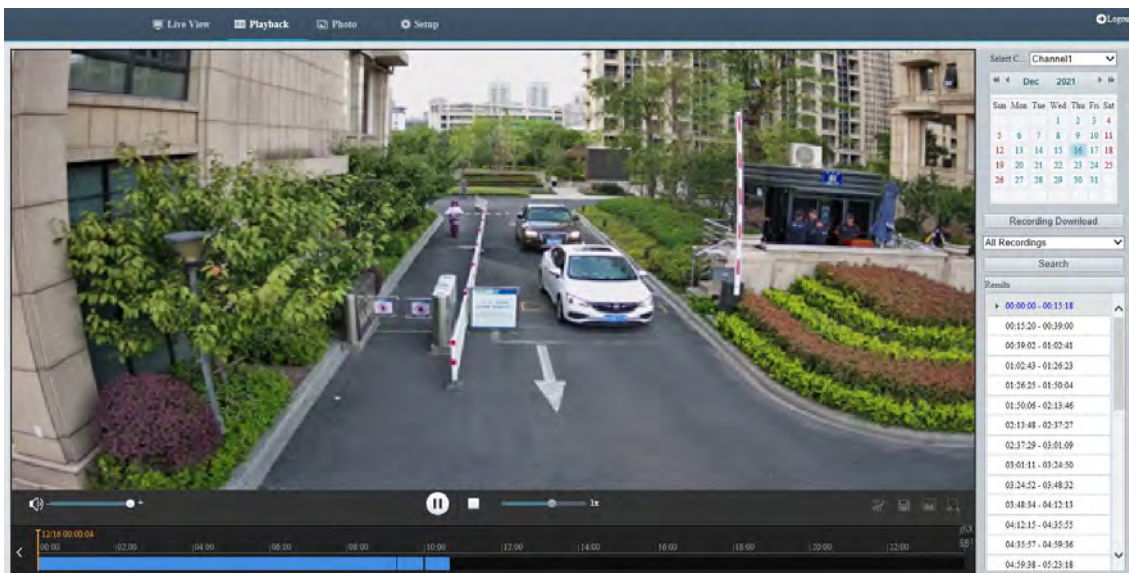 Live View Playback Photo Setup Logout
Select C... Channel1
Dec 2021
Sun Mon Tue Wed Thu Fri Sat
1 2 3 4
5 6 7 8 9 10 11
12 13 14 15 16 17 18
19 20 21 22 23 24 25
26 27 28 29 30 31
Recording Download
All Recordings
Search
Results
00:00:00 - 00:15:18
00:15:20 - 00:39:00
00:39:02 - 01:02:41
01:02:43 - 01:26:23
01:26:25 - 01:50:04
01:50:06 - 02:13:46
02:13:48 - 02:37:27
02:37:29 - 03:01:09
03:01:11 - 03:24:50
03:24:52 - 03:48:32
03:48:34 - 04:12:13
04:12:15 - 04:35:55
04:35:57 - 04:59:36
04:59:38 - 05:23:18
1x
12/16 00:00:04
00:00 02:00 04:00 06:00 08:00 10:00 12:00 14:00 16:00 18:00 20:00 22:00